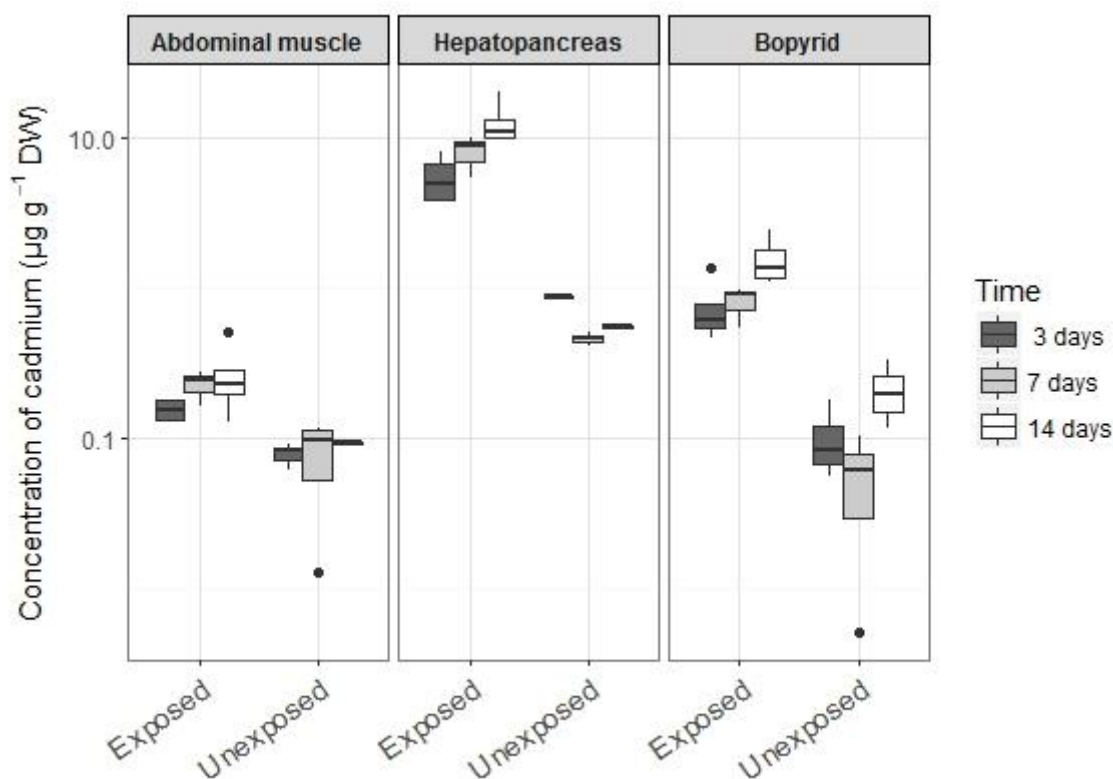 Abdominal muscle
Hepatopancreas
Bopyrid
Concentration of cadmium (µg g⁻¹ DW)
10.0
0.1
Exposed
Unexposed
Exposed
Unexposed
Exposed
Unexposed
Time
3 days
7 days
14 days